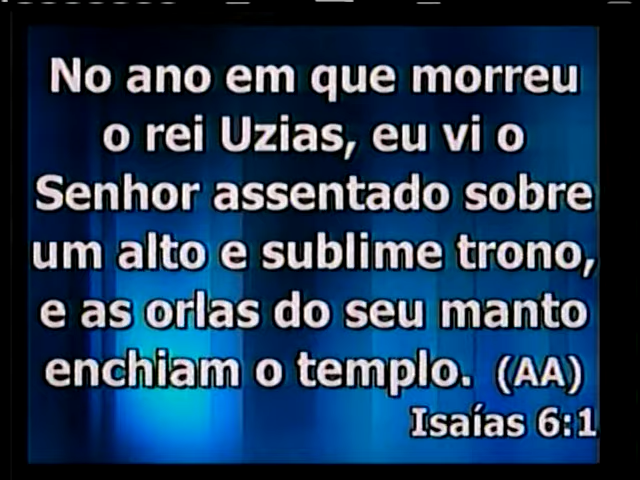 No ano em que morreu
o rei Uzias, eu vi o
Senhor assentado sobre
um alto e sublime trono,
e as orlas do seu manto
enchiam o templo. (AA)
Isaías 6:1